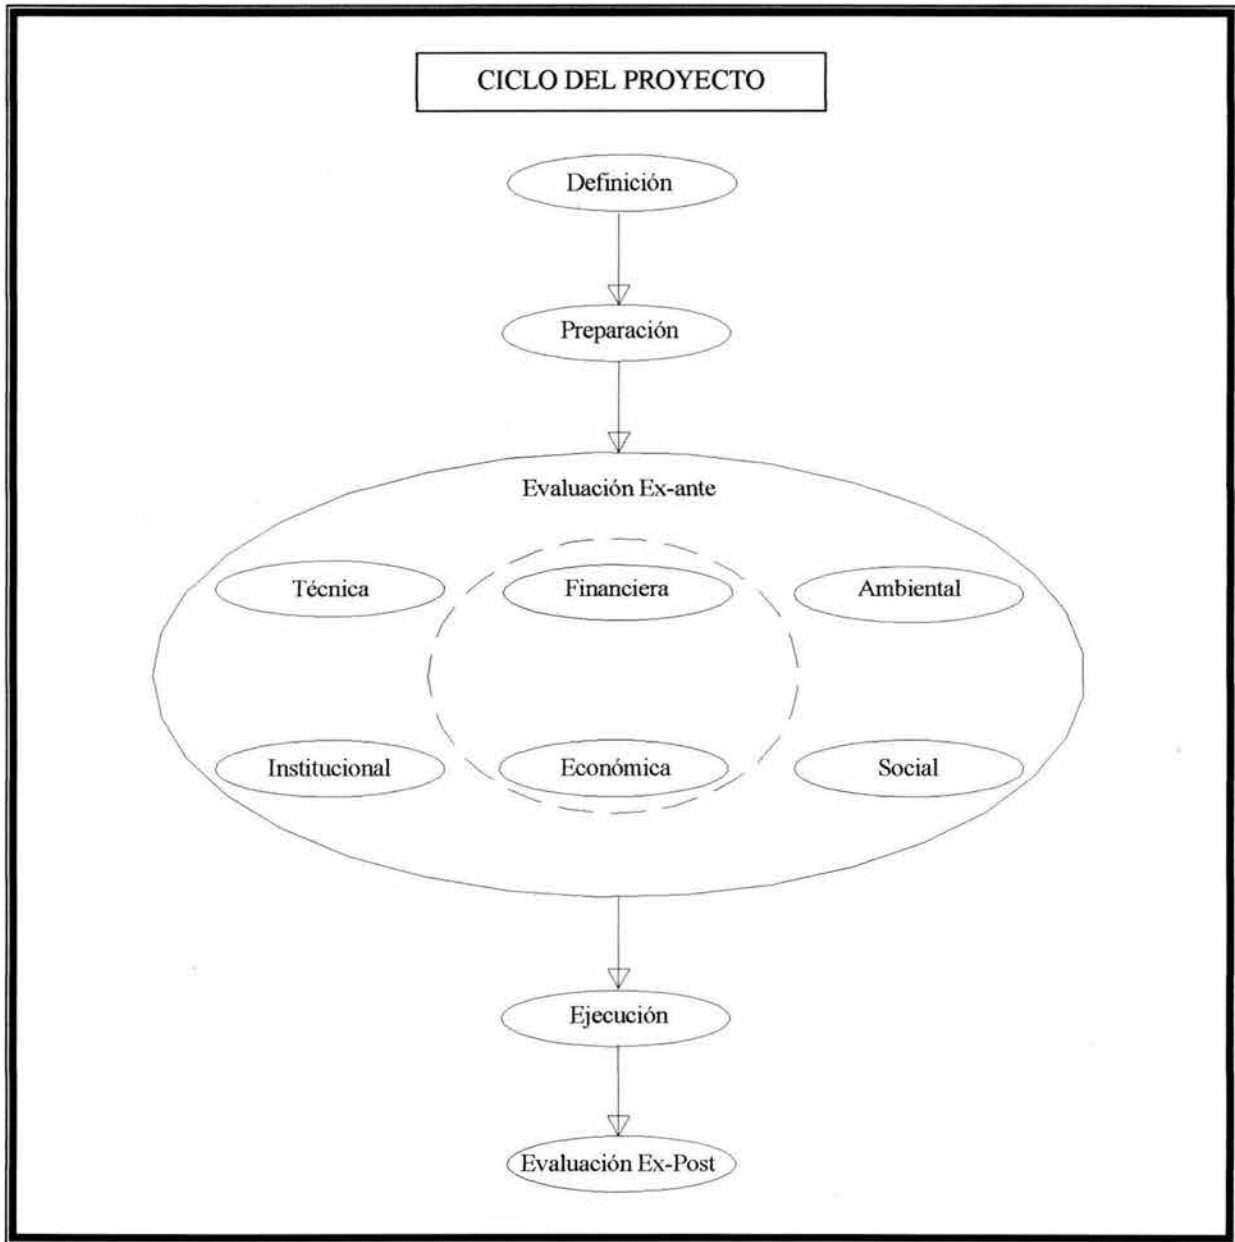 CICLO DEL PROYECTO
Definición
Preparación
Evaluación Ex-ante
Técnica
Financiera
Ambiental
Institucional
Económica
Social
Ejecución
Evaluación Ex-Post